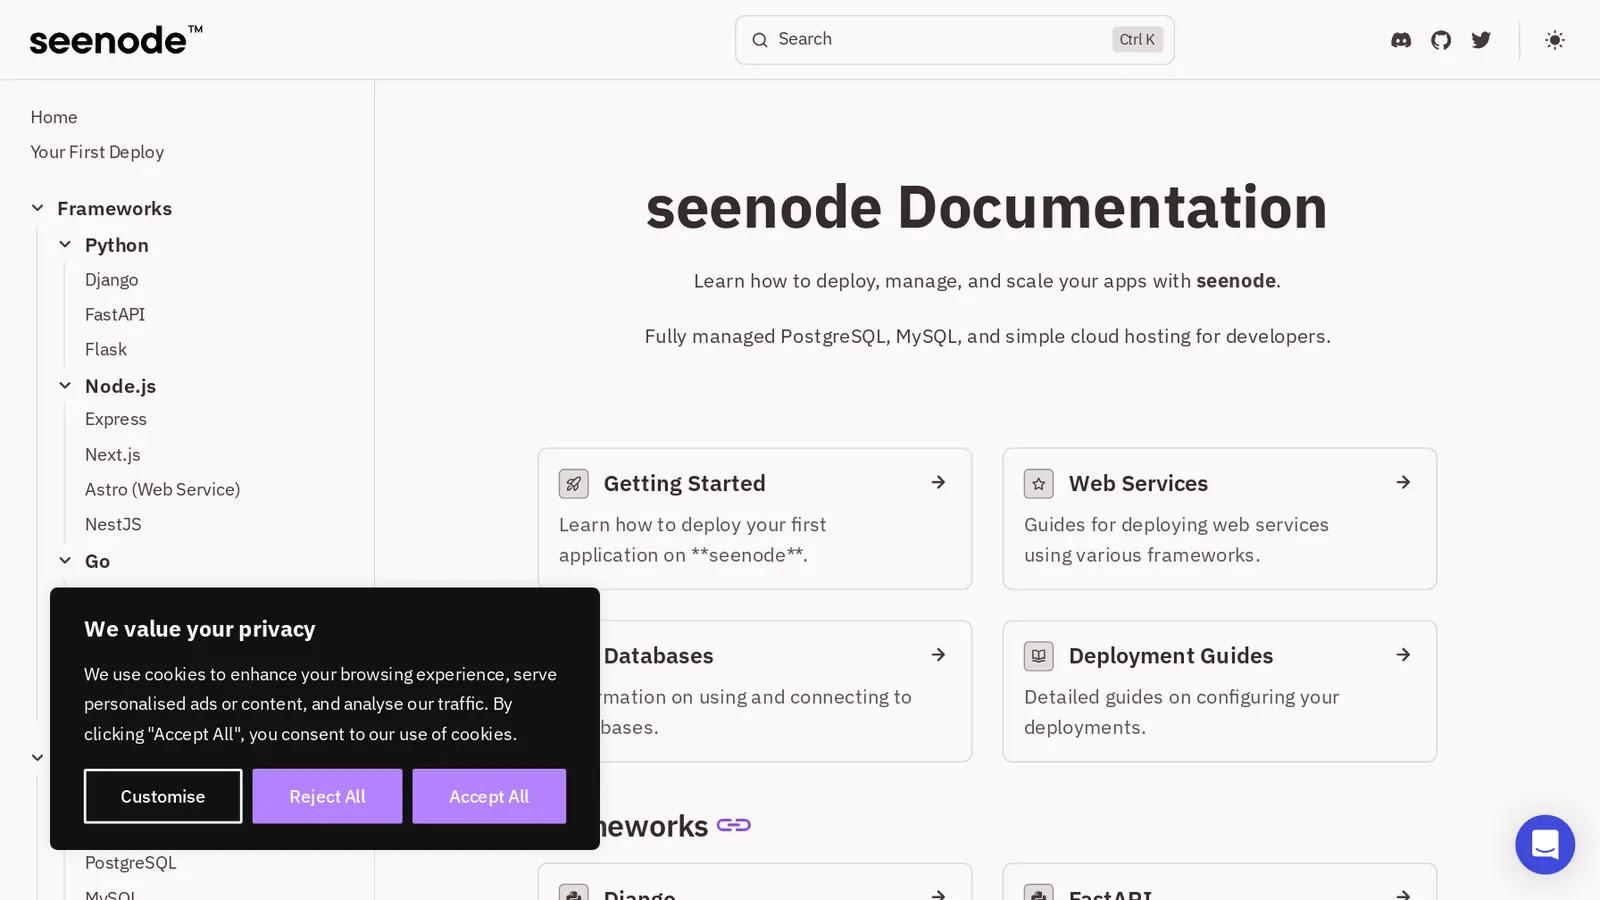 seenode™
Search
Ctrl K
Home
Your First Deploy
Frameworks
Python
Django
FastAPI
Flask
Node.js
Express
Next.js
Astro (Web Service)
NestJS
Go
PostgreSQL
MySQL
seenode Documentation
Learn how to deploy, manage, and scale your apps with seenode.
Fully managed PostgreSQL, MySQL, and simple cloud hosting for developers.
Getting Started
Learn how to deploy your first
application on **seenode**.
Web Services
Guides for deploying web services
using various frameworks.
Databases
rmation on using and connecting to
bases.
Deployment Guides
Detailed guides on configuring your
deployments.
meworks
Django
FastAPI
We value your privacy
We use cookies to enhance your browsing experience, serve
personalised ads or content, and analyse our traffic. By
clicking "Accept All", you consent to our use of cookies.
Customise
Reject All
Accept All